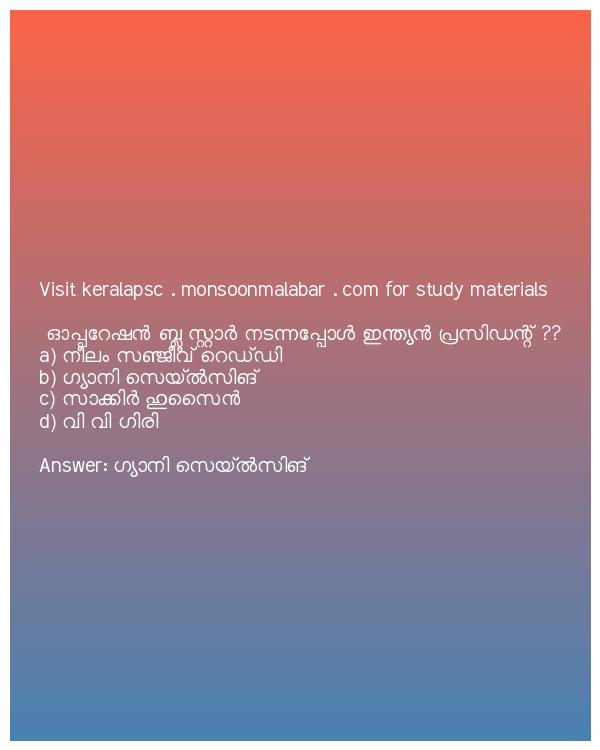 Visit keralapsc . monsoonmalabar . com for study materials
ഓപ്പറേഷൻ ബ്ലൂ സ്റ്റാർ നടന്നപ്പോൾ ഇന്ത്യൻ പ്രസിഡന്റ് ??
a) നീലം സഞ്ജീവ് റെഡ്ഡി
b) ഗ്യാനി സെയ്ൽസിങ്
c) സാക്കിർ ഹുസൈൻ
d) വി വി ഗിരി
Answer: ഗ്യാനി സെയ്ൽസിങ്